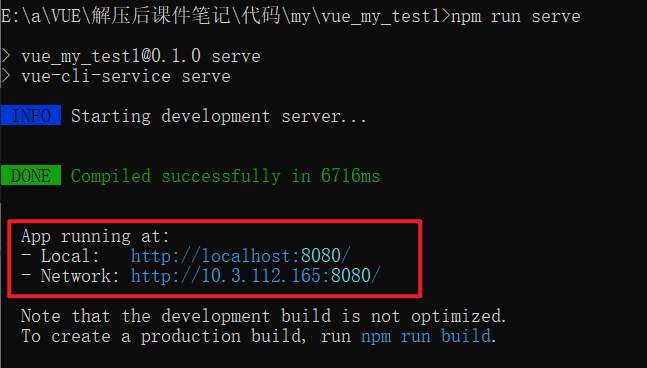 E:\a\VUE\解压后课件笔记\代码\my\vue_my_test1>npm run serve
> vue_my_test1@0.1.0 serve
> vue-cli-service serve
INFO Starting development server...
DONE Compiled successfully in 6716ms
App running at:
- Local: http://localhost:8080/
- Network: http://10.3.112.165:8080/
Note that the development build is not optimized.
To create a production build, run npm run build.